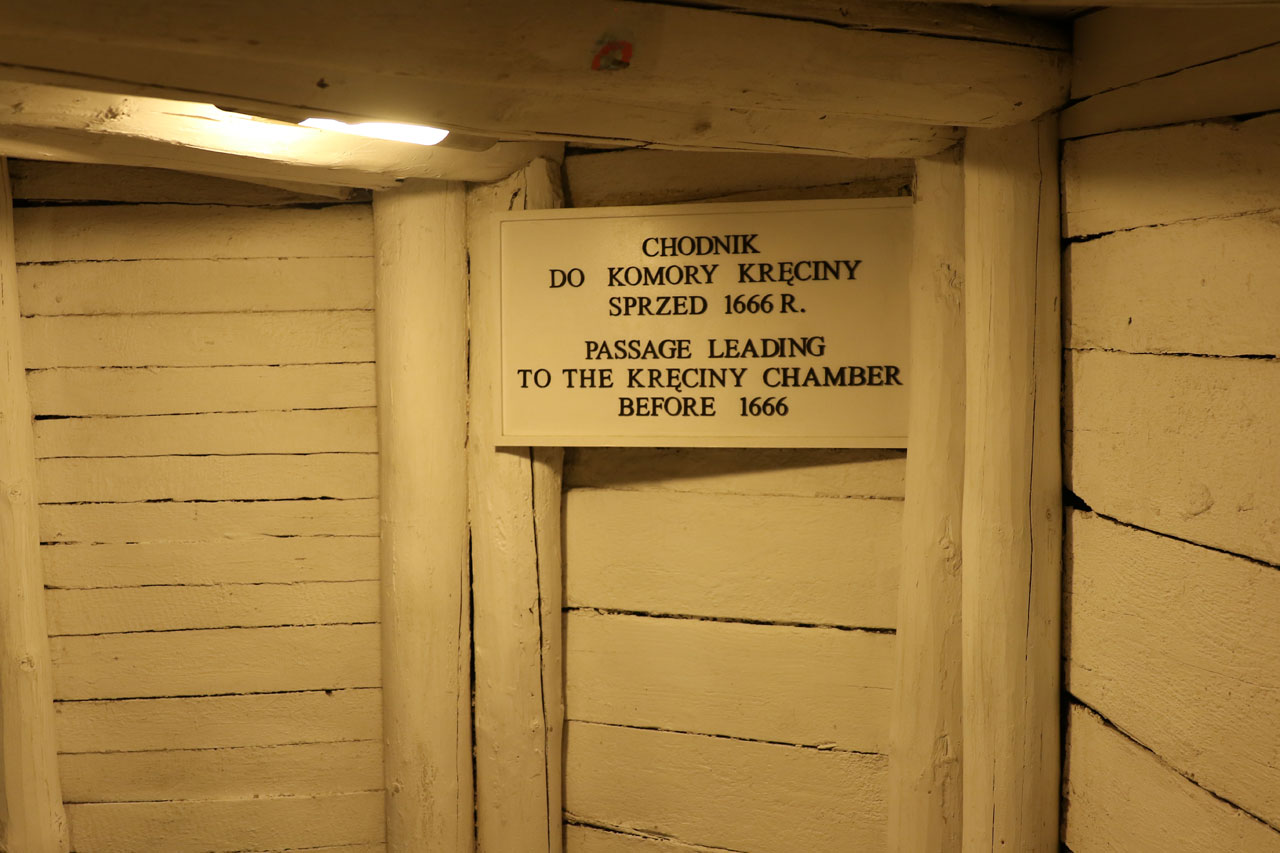 CHODNIK
DO KOMORY KRĘCINY
SPRZED 1666 R.
PASSAGE LEADING
TO THE KRĘCINY CHAMBER
BEFORE 1666